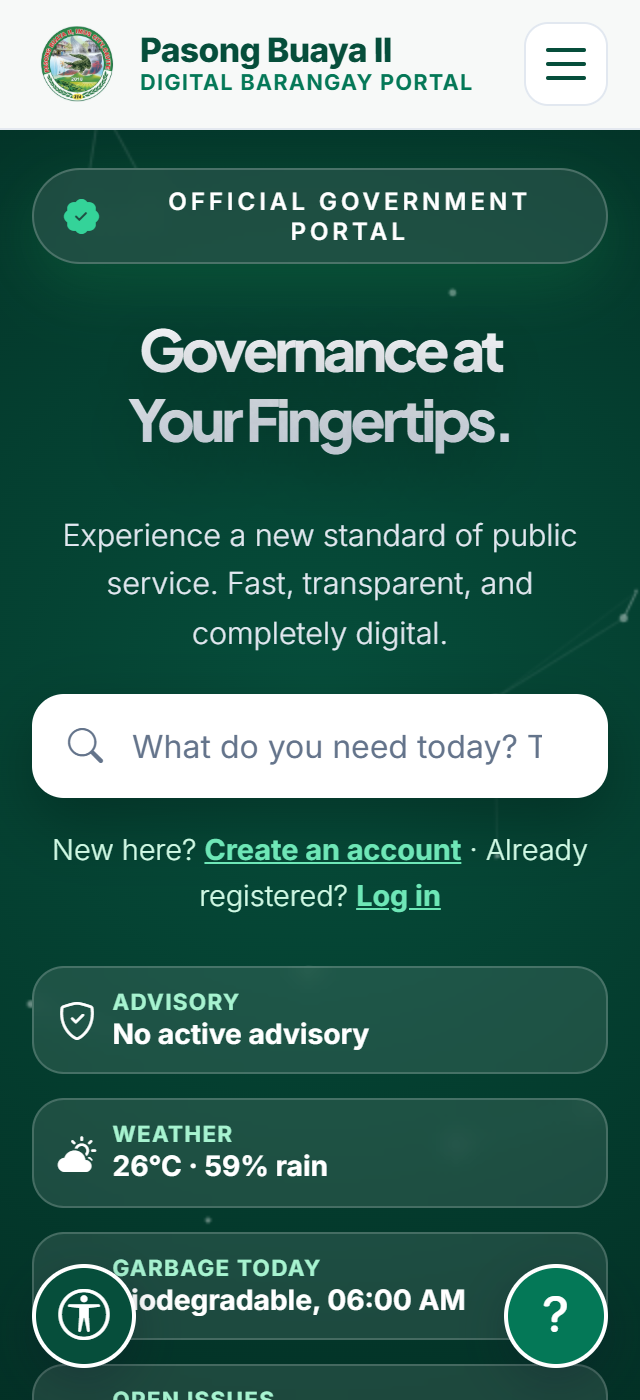 Pasong Buaya II
DIGITAL BARANGAY PORTAL
OFFICIAL GOVERNMENT
PORTAL
Governance at
Your Fingertips.
Experience a new standard of public
service. Fast, transparent, and
completely digital.
What do you need today? T
New here? Create an account · Already
registered? Log in
ADVISORY
No active advisory
WEATHER
26°C · 59% rain
GARBAGE TODAY
iodegradable, 06:00 AM
?
OPEN ISSUES